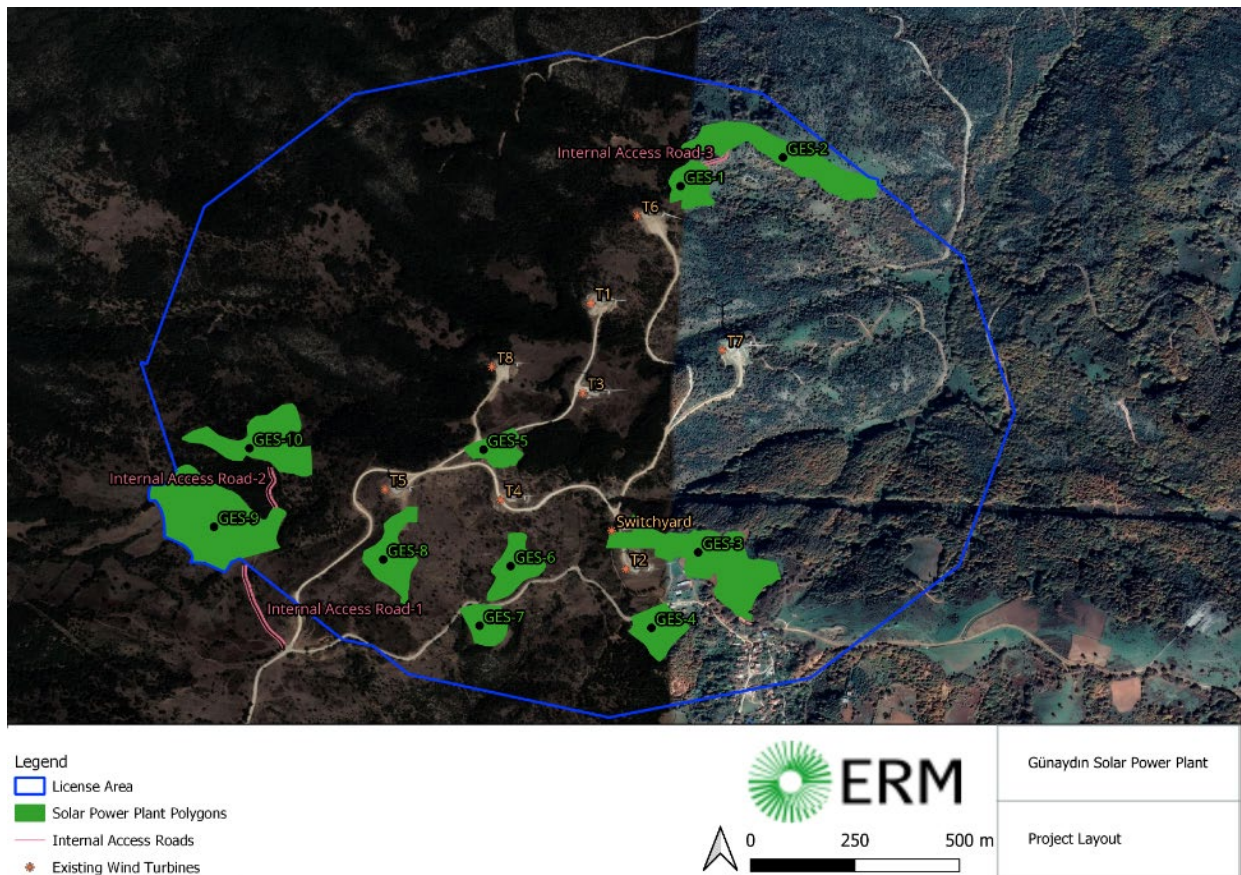 Internal Access Road-3
GES-2
GES-1
T6
T1
T7
T8
T3
GES-10
GES-5
Internal Access Road-2
T5
T4
GES-9
Switchyard
GES-3
GES-8
GES-6
T2
Internal Access Road-1
GES-7
GES-4
Legend
License Area
Solar Power Plant Polygons
Internal Access Roads
Existing Wind Turbines
ERM
0 250 500 m
Günaydın Solar Power Plant
Project Layout